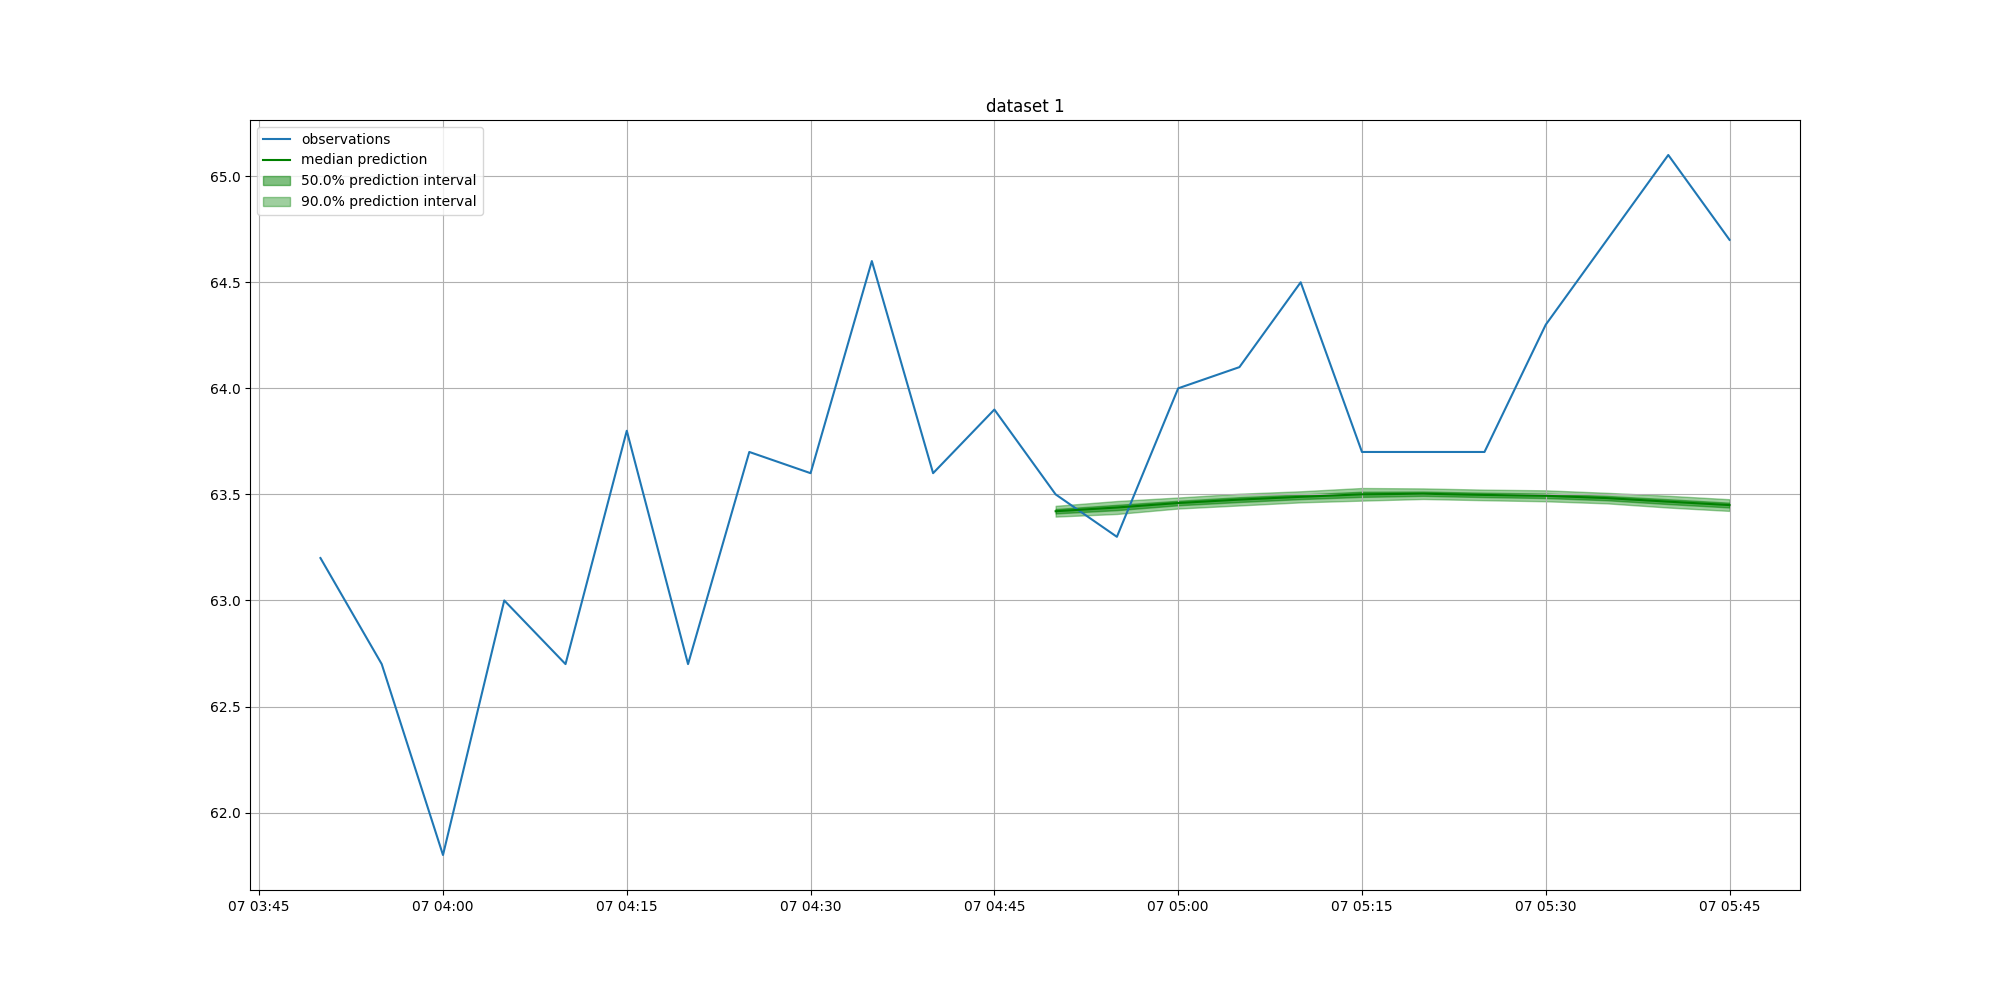 dataset 1
observations
median prediction
50.0% prediction interval
90.0% prediction interval
65.0
64.5
64.0
63.5
63.0
62.5
62.0
07 03:45 07 04:00 07 04:15 07 04:30 07 04:45 07 05:00 07 05:15 07 05:30 07 05:45